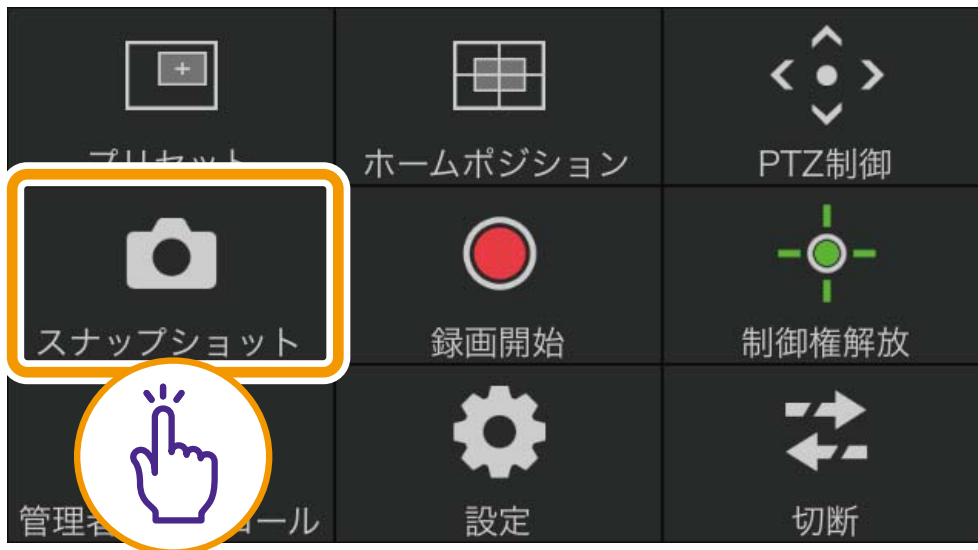 プリセット
ホームポジション
PTZ制御
スナップショット
録画開始
制御権解放
管理者 ール
設定
切断